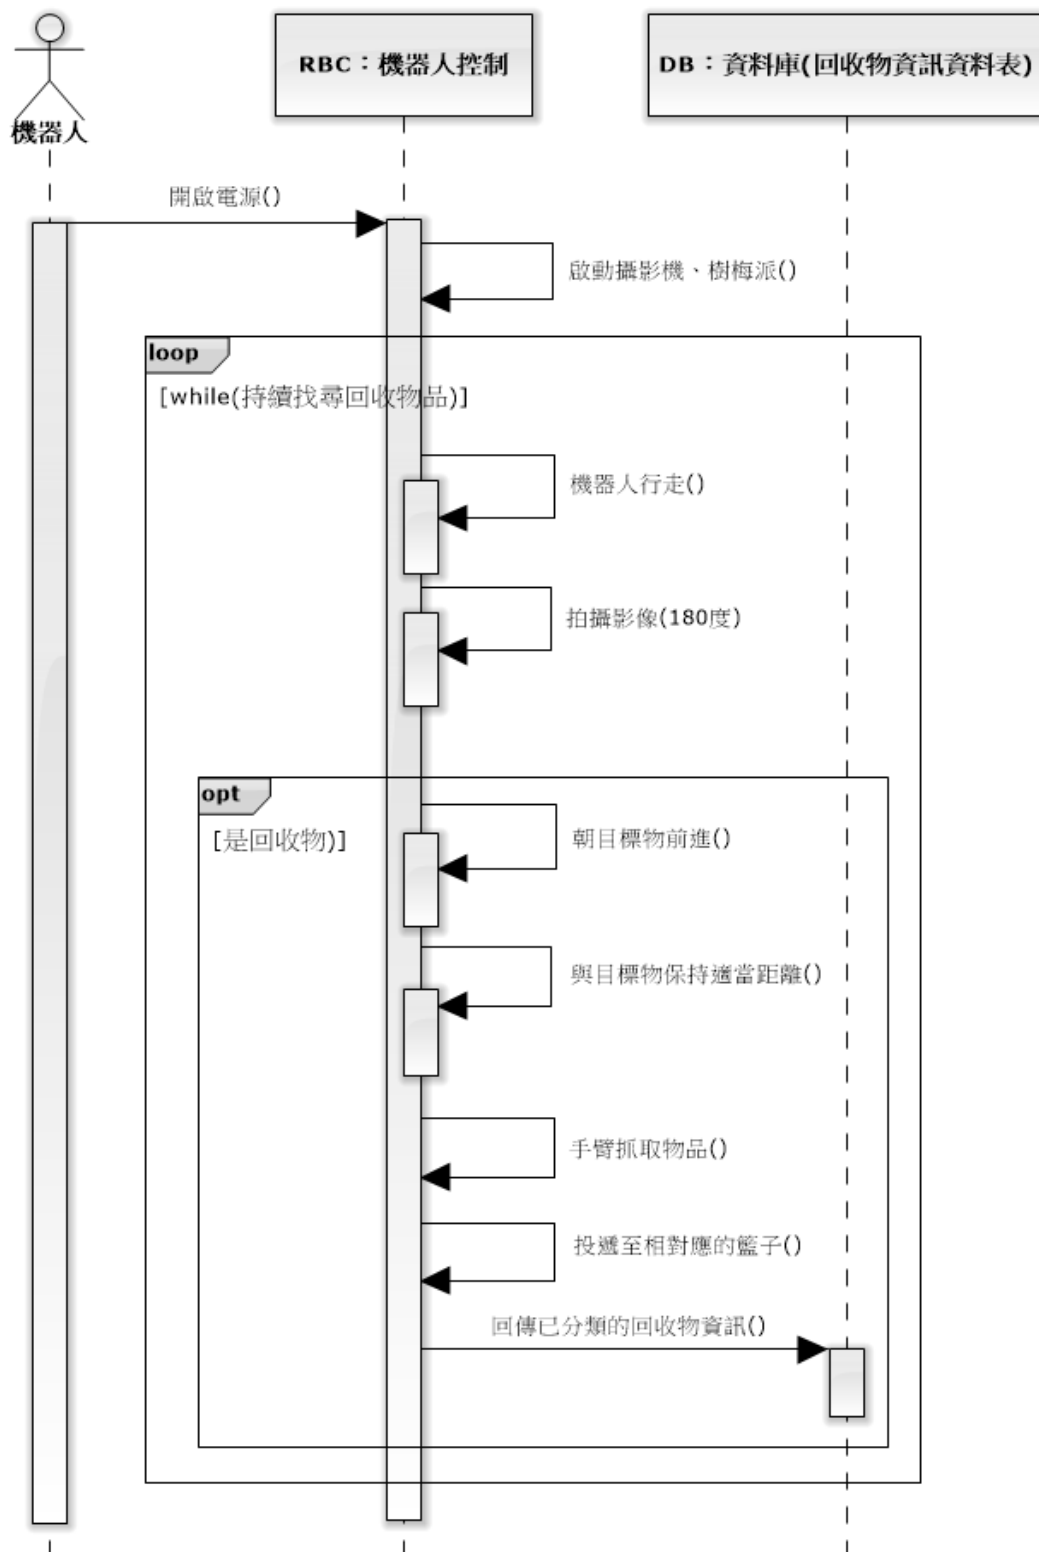 機器人
RBC：機器人控制
DB：資料庫(回收物資訊資料表)
開啟電源()
啟動攝影機、樹梅派()
loop
[while(持續找尋回收物品)]
機器人行走()
拍攝影像(180度)
opt
[是回收物)]
朝目標物前進()
與目標物保持適當距離()
手臂抓取物品()
投遞至相對應的籃子()
回傳已分類的回收物資訊()